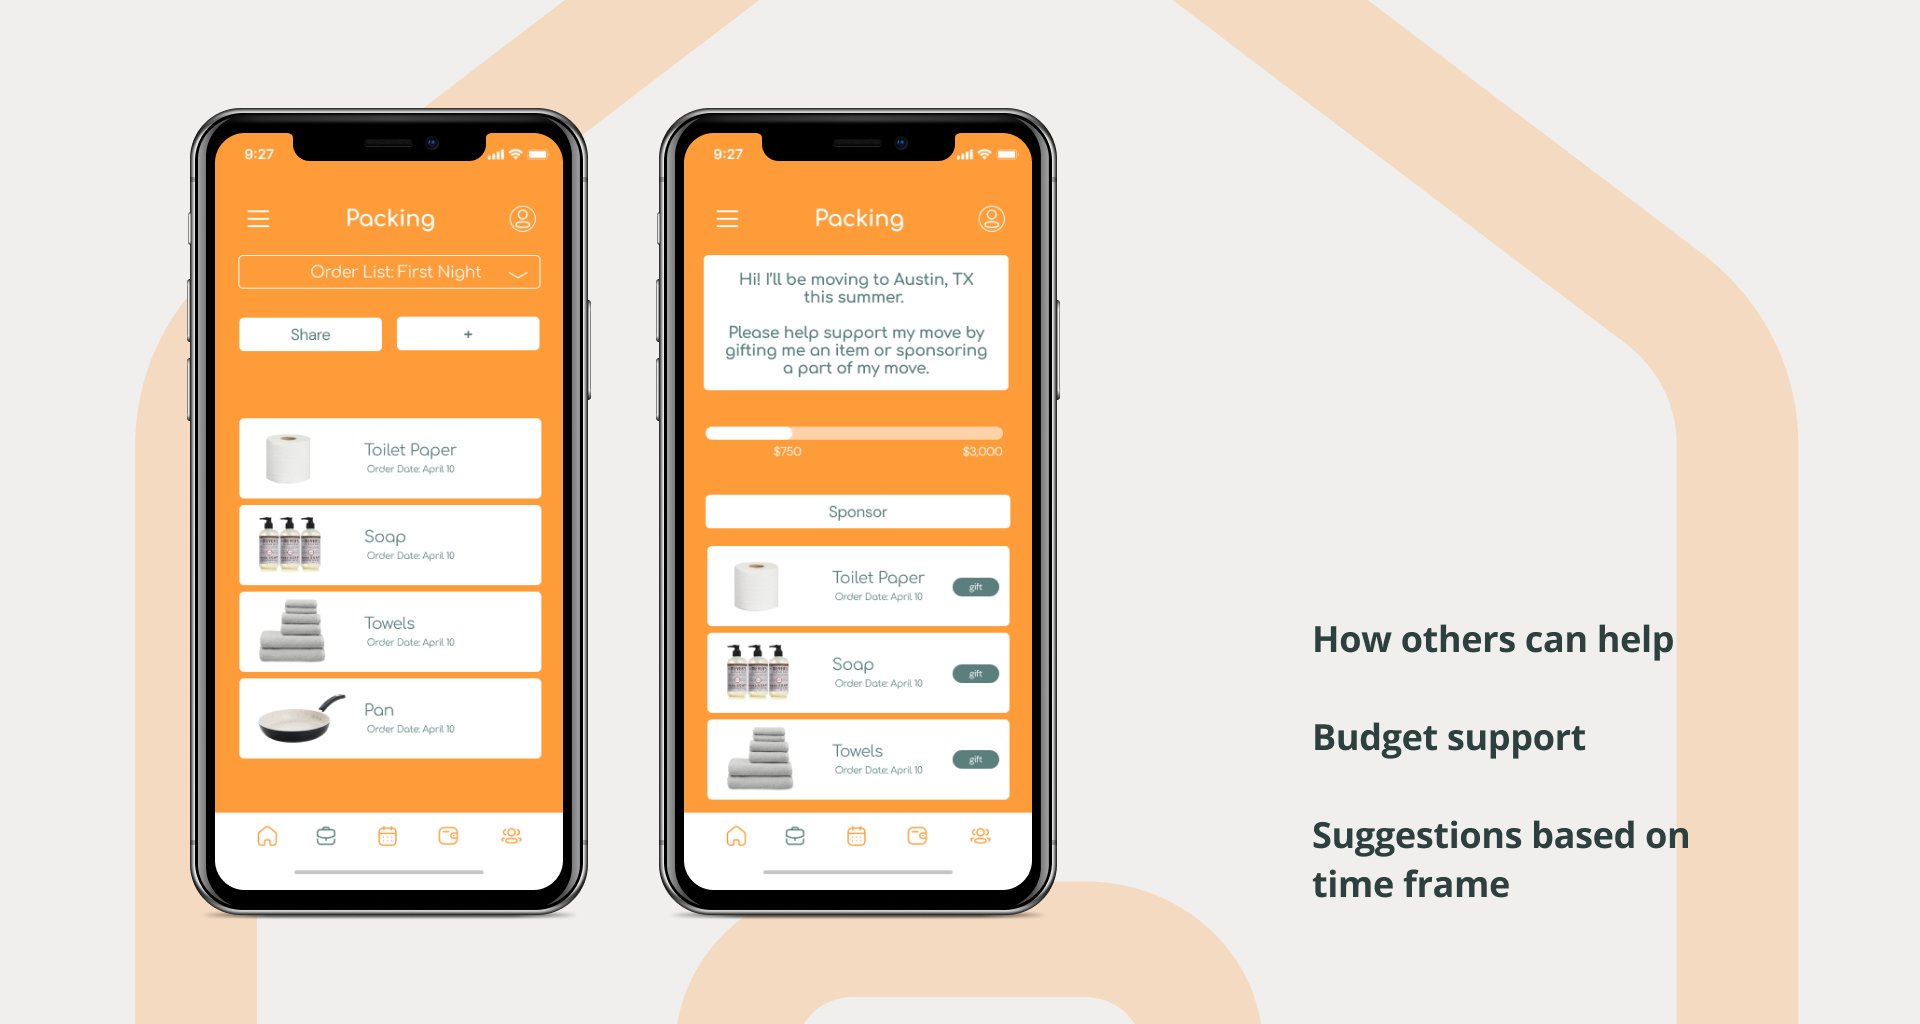 9:27
Packing
Order List: First Night
Share
+
Toilet Paper
Order Date: April 10
Soap
Order Date: April 10
Towels
Order Date: April 10
Pan
Order Date: April 10
9:27
Packing
Hi! I'll be moving to Austin, TX
this summer.
Please help support my move by
gifting me an item or sponsoring
a part of my move.
$750
$3,000
Sponsor
Toilet Paper
Order Date: April 10
gift
Soap
Order Date: April 10
gift
Towels
Order Date: April 10
gift
How others can help
Budget support
Suggestions based on
time frame